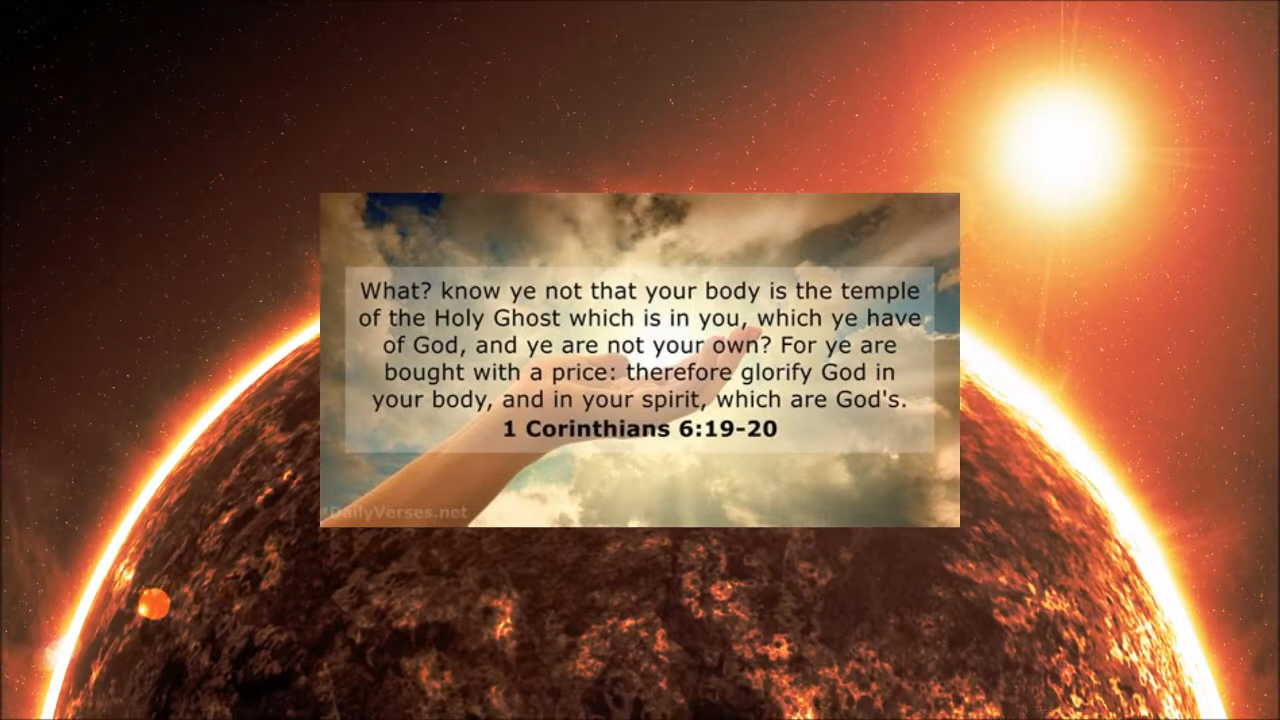 What? know ye not that your body is the temple
of the Holy Ghost which is in you, which ye have
of God, and ye are not your own? For ye are
bought with a price: therefore glorify God in
your body, and in your spirit, which are God's.
1 Corinthians 6:19-20
#DailyVerses.net